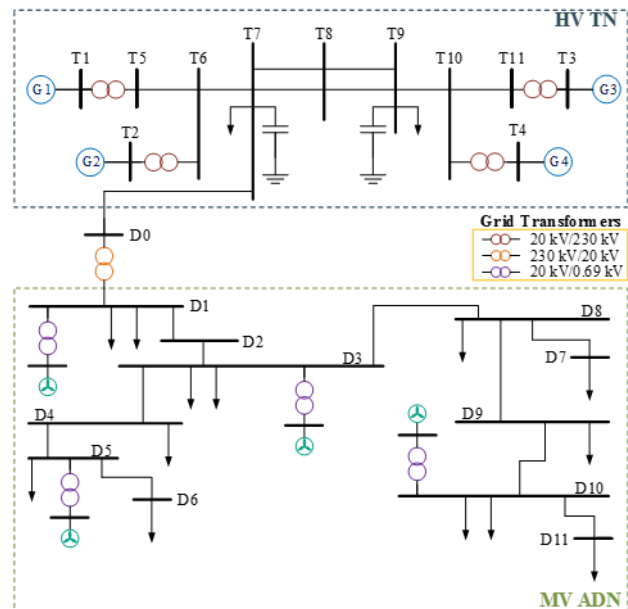 HV TN
T7
T8
T9
T1
T5
T6
T10
T11
T3
G1
G3
T2
T4
G2
G4
D0
Grid Transformers
20 kV/230 kV
230 kV/20 kV
20 kV/0.69 kV
D1
D8
D2
D3
D7
D4
D9
D5
D6
D10
D11
MV ADN